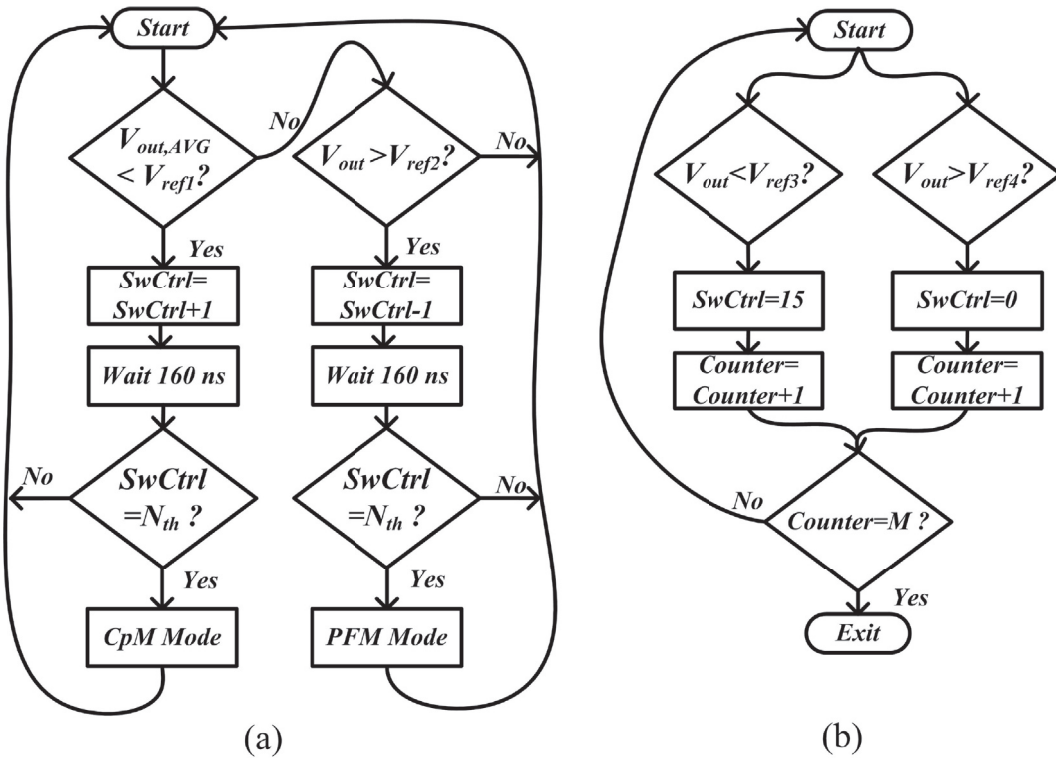 Start
V_out,AVG
< V_ref1?
No
V_out >V_ref2?
No
Yes
SwCtrl=
SwCtrl+1
Yes
SwCtrl=
SwCtrl-1
Wait 160 ns
Wait 160 ns
No
SwCtrl
=N_th ?
SwCtrl
=N_th ?
No
Yes
Yes
CpM Mode
PFM Mode
(a)
Start
V_out<V_ref3?
V_out>V_ref4?
SwCtrl=15
SwCtrl=0
Counter=
Counter+1
Counter=
Counter+1
No
Counter=M ?
Yes
Exit
(b)